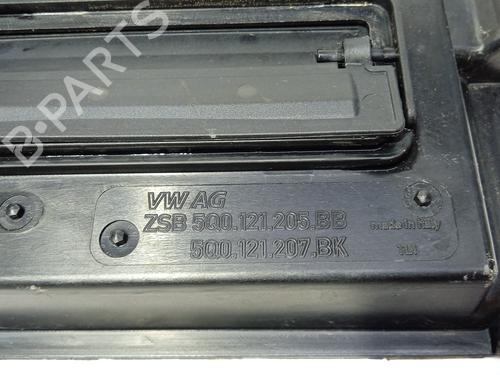 B-PARTS
VW AG
ZSB 5Q0.121.205.BB
5Q0.121.207.BK
made in Italy